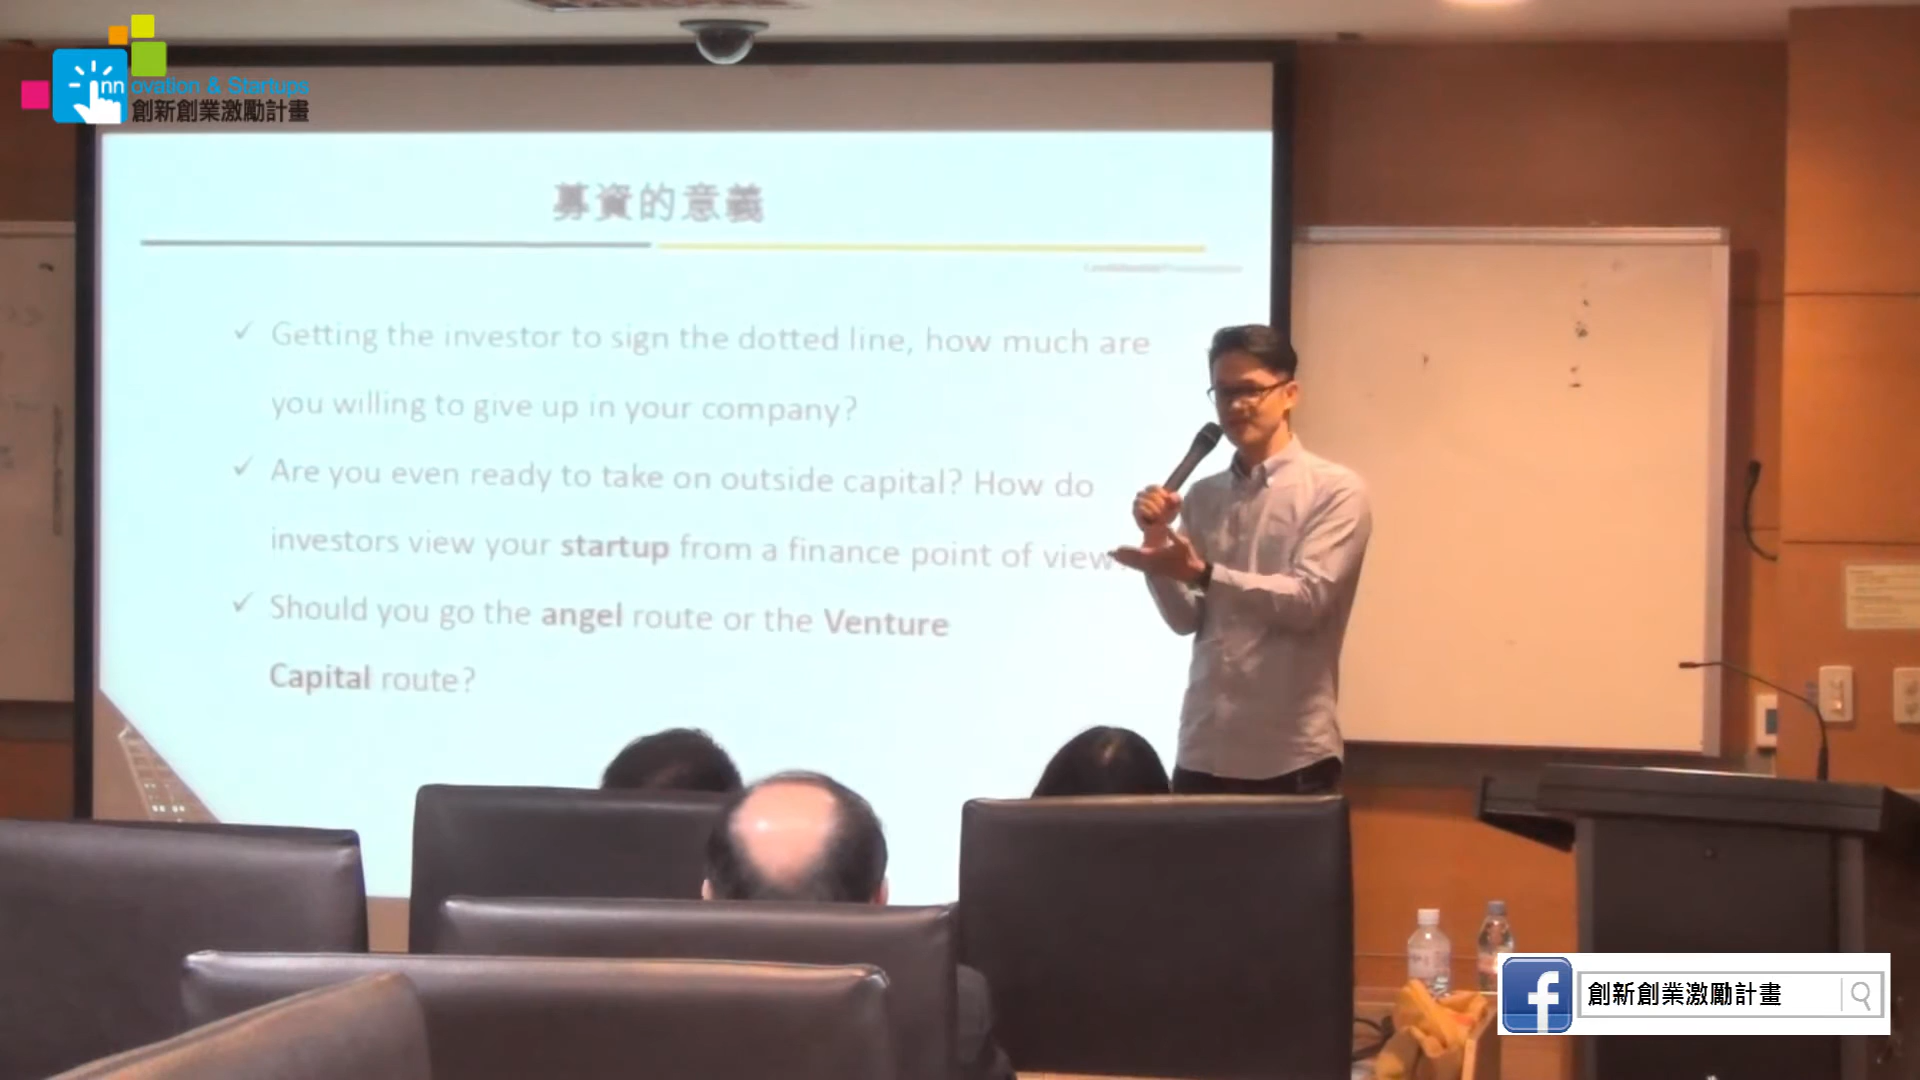 innovation & Startups
創新創業激勵計畫
募資的意義
Getting the investor to sign the dotted line, how much are
you willing to give up in your company?
Are you even ready to take on outside capital? How do
investors view your startup from a finance point of view?
Should you go the angel route or the Venture
Capital route?
創新創業激勵計畫